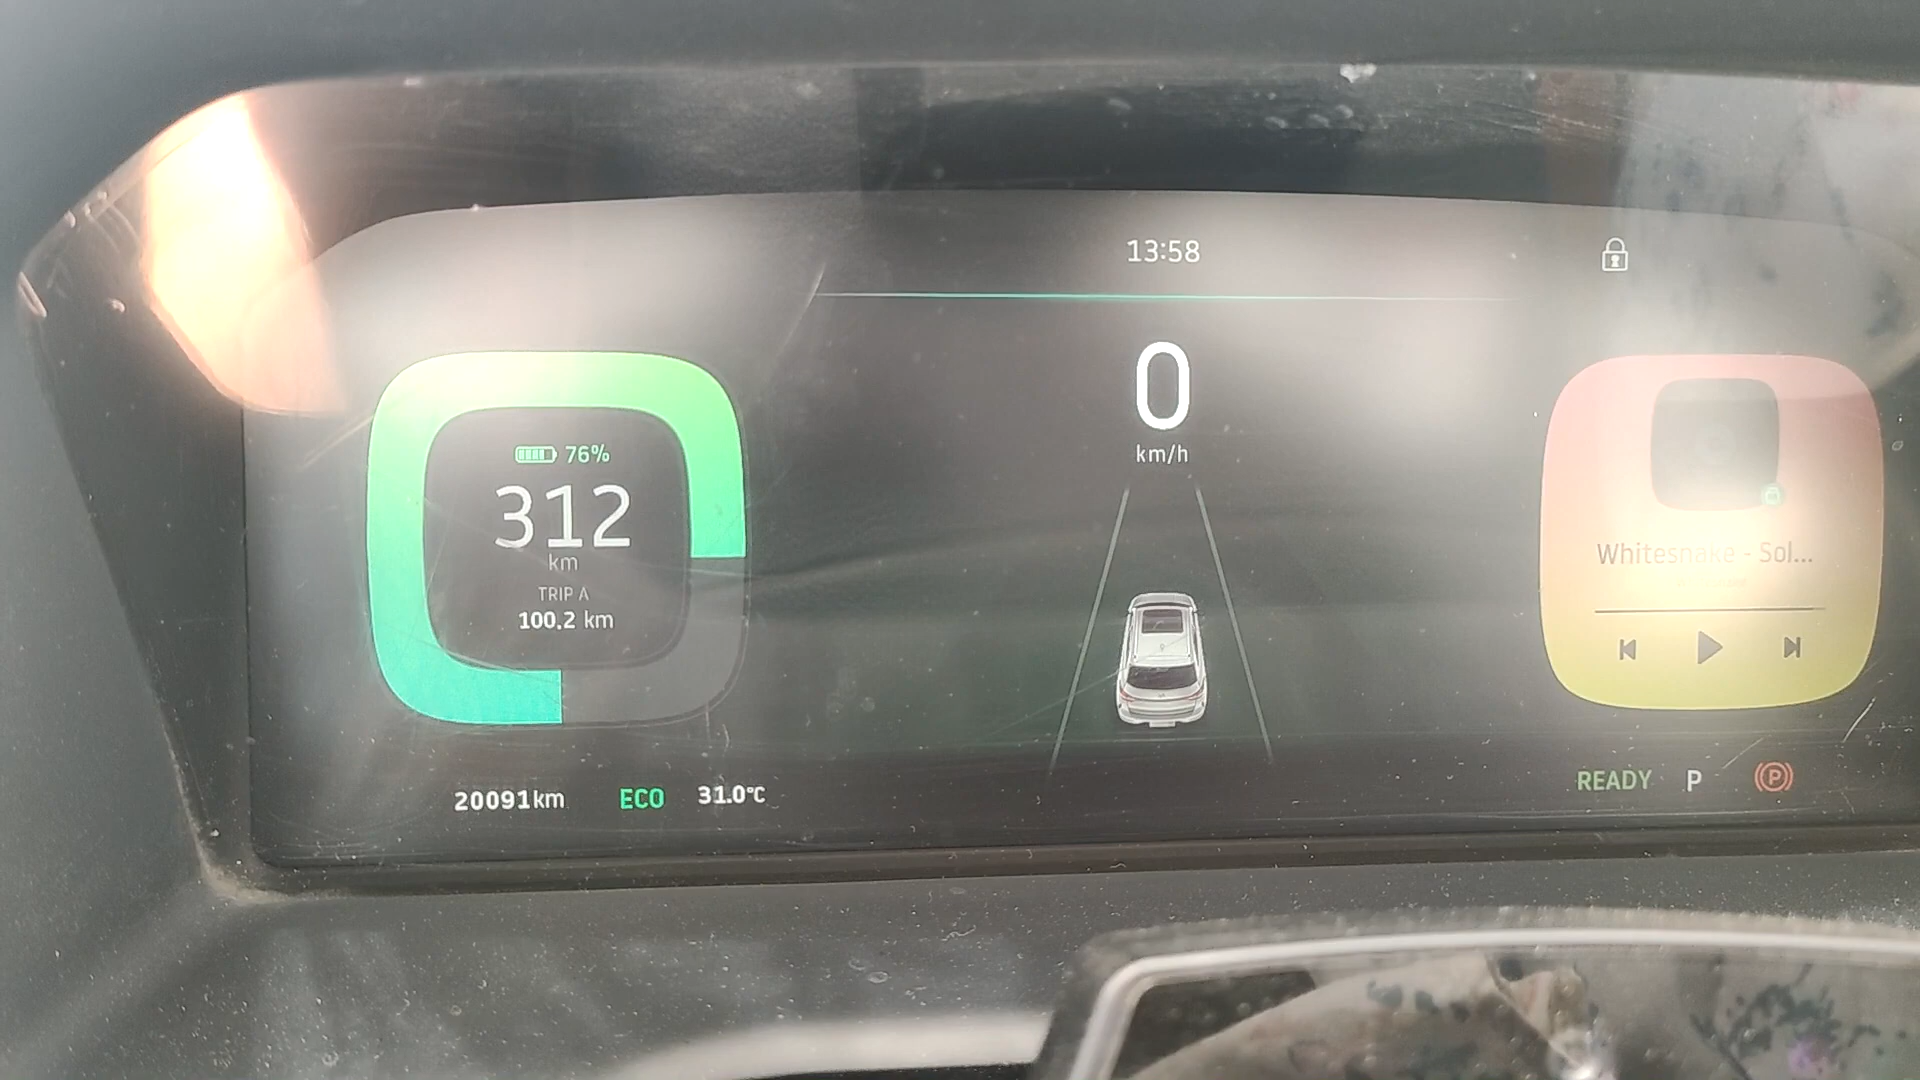 13:58
0
km/h
76%
312
km
TRIP A
100.2 km
Whitesnake - Sol...
20091km
ECO
31.0°C
READY
P
P